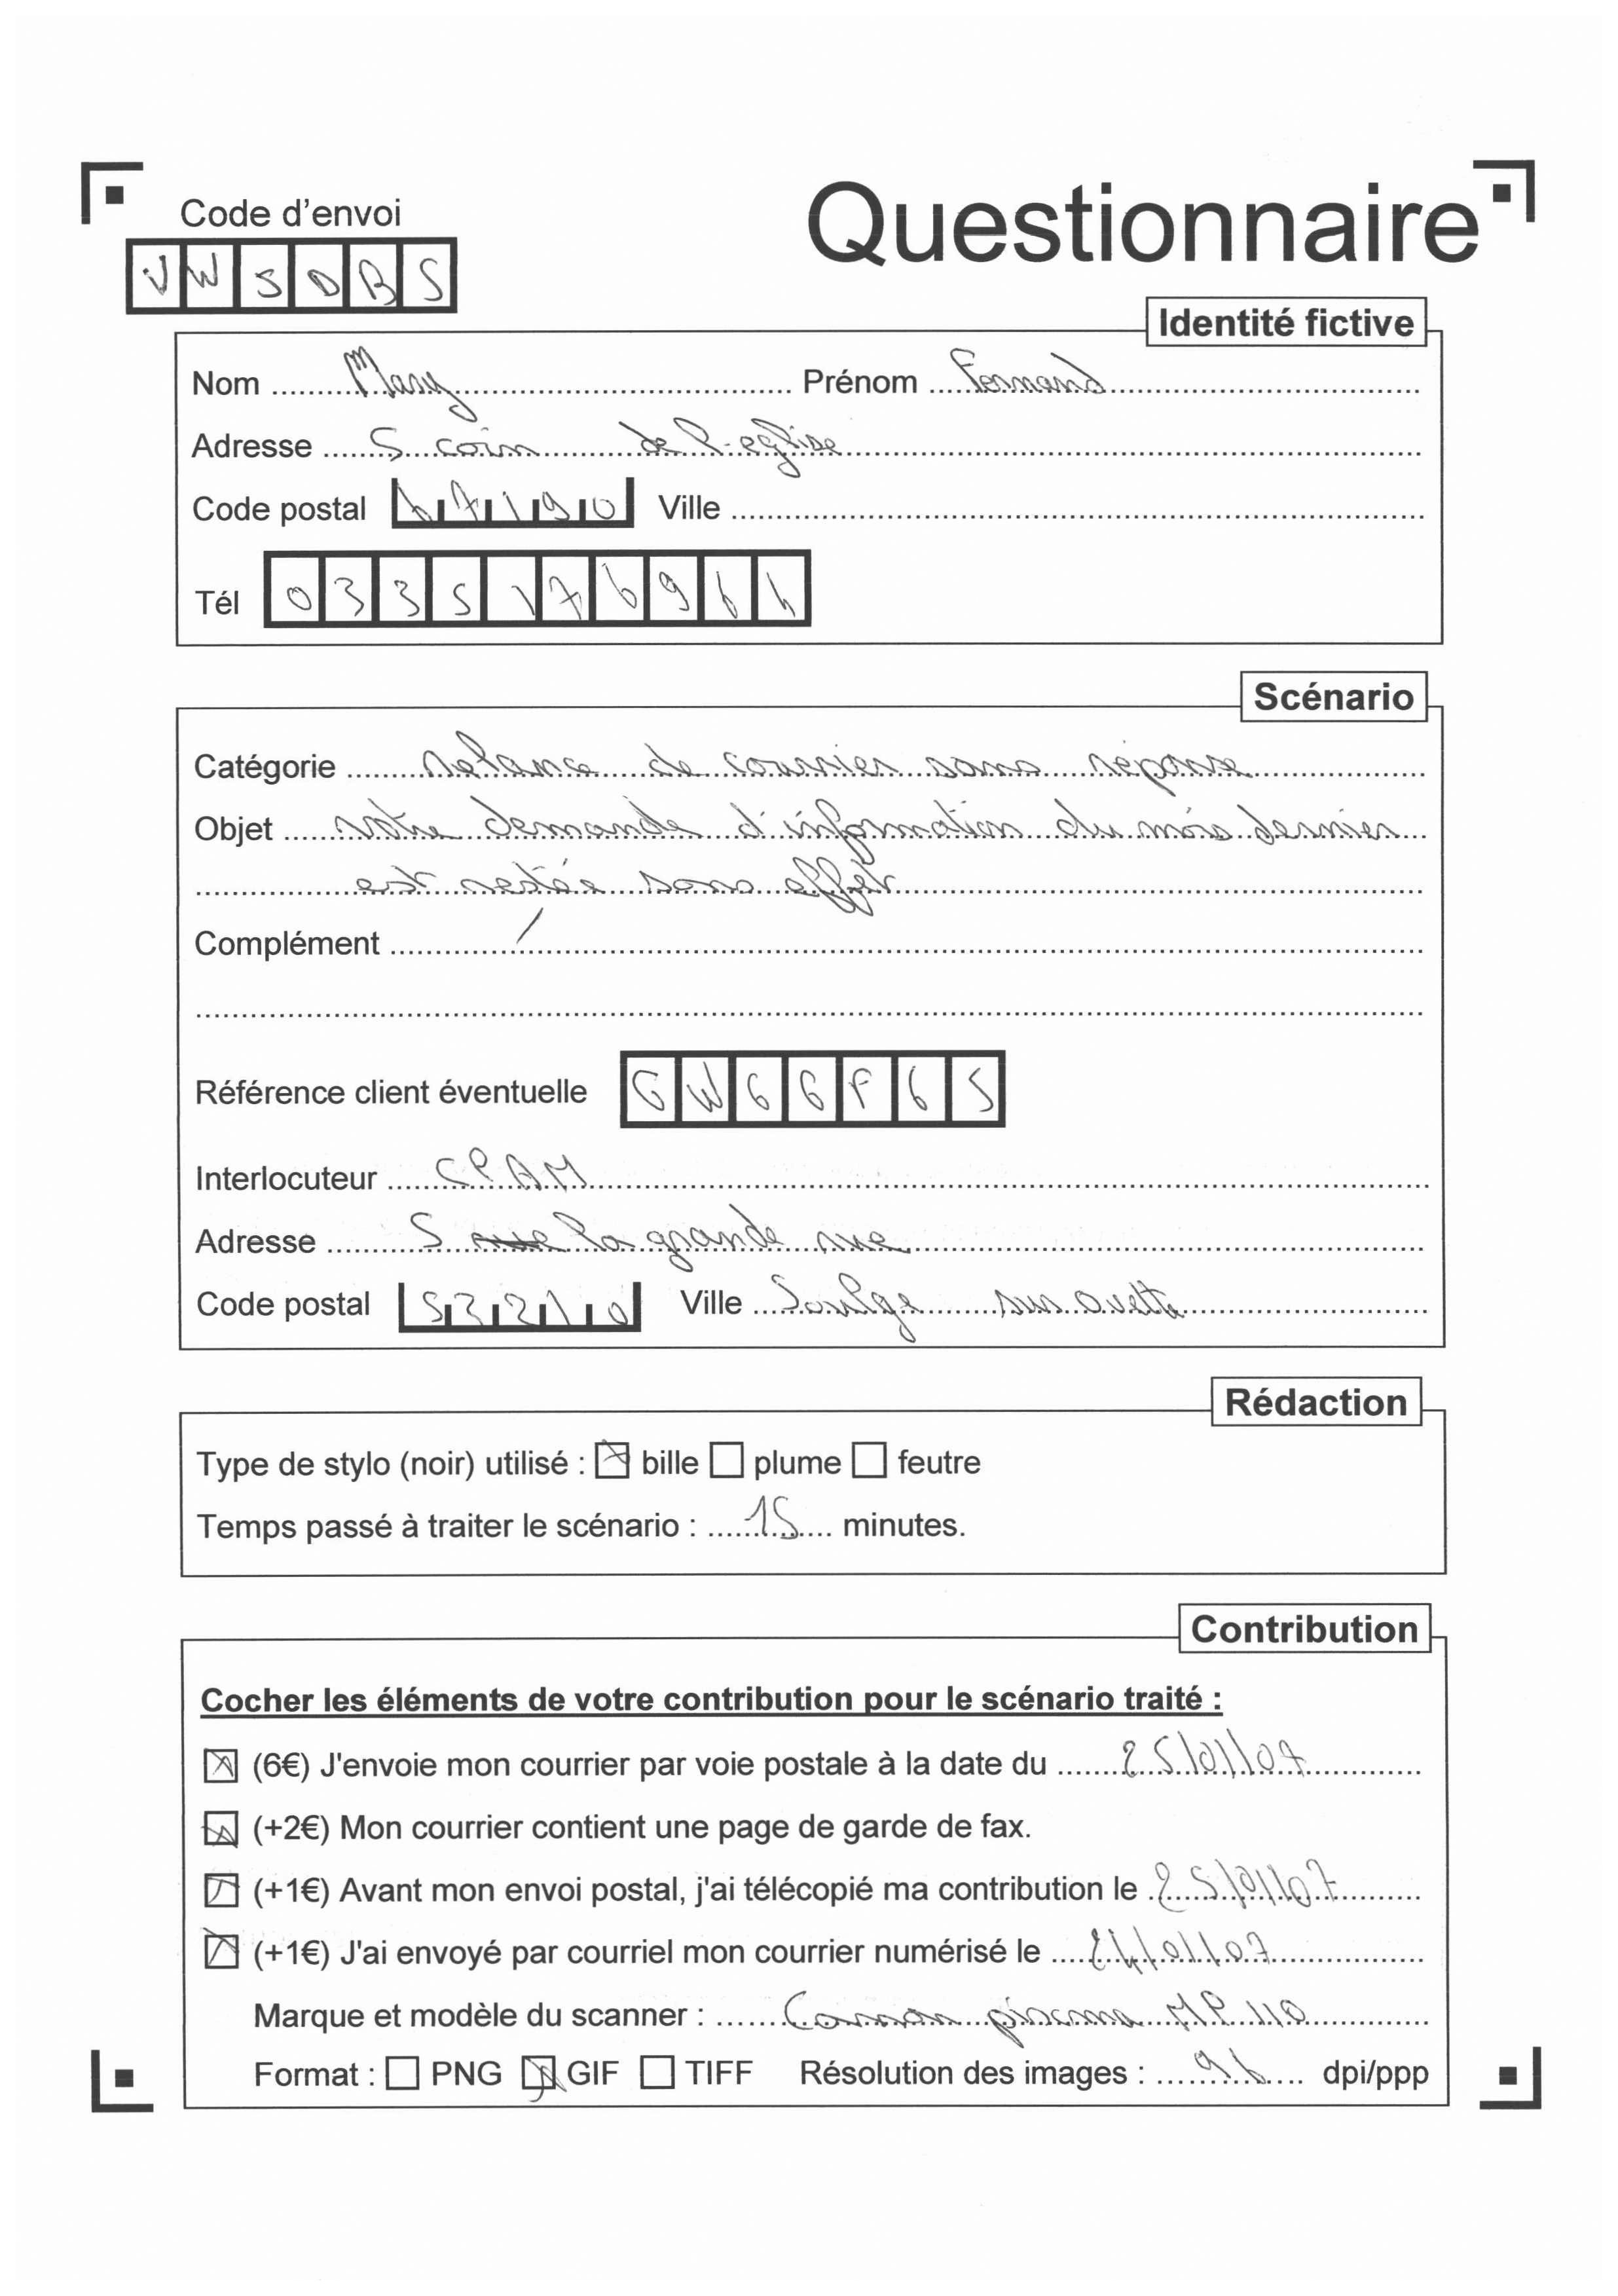 Questionnaire
Code d'envoi
VWSDBS
Identité fictive
Nom Mary Prénom Fernand
Adresse 5 coin de l'eglise
Code postal 67190 Ville
Tél 0335176966
Scénario
Catégorie relance de courrier sans réponse
Objet votre demande d'information du mois dernier
est restée sans effet
Complément /
Référence client éventuelle GWGGF65
Interlocuteur CPAM
Adresse 5 la grande rue
Code postal 53210 Ville Soulge sur ouette
Rédaction
Type de stylo (noir) utilisé : bille plume feutre
Temps passé à traiter le scénario : 15 minutes.
Contribution
Cocher les éléments de votre contribution pour le scénario traité :
(6€) J'envoie mon courrier par voie postale à la date du 25/01/07
(+2€) Mon courrier contient une page de garde de fax.
(+1€) Avant mon envoi postal, j'ai télécopié ma contribution le 25/01/07
(+1€) J'ai envoyé par courriel mon courrier numérisé le 24/01/07
Marque et modèle du scanner : Canon pixma MP 110
Format : PNG GIF TIFF Résolution des images : 96 dpi/ppp